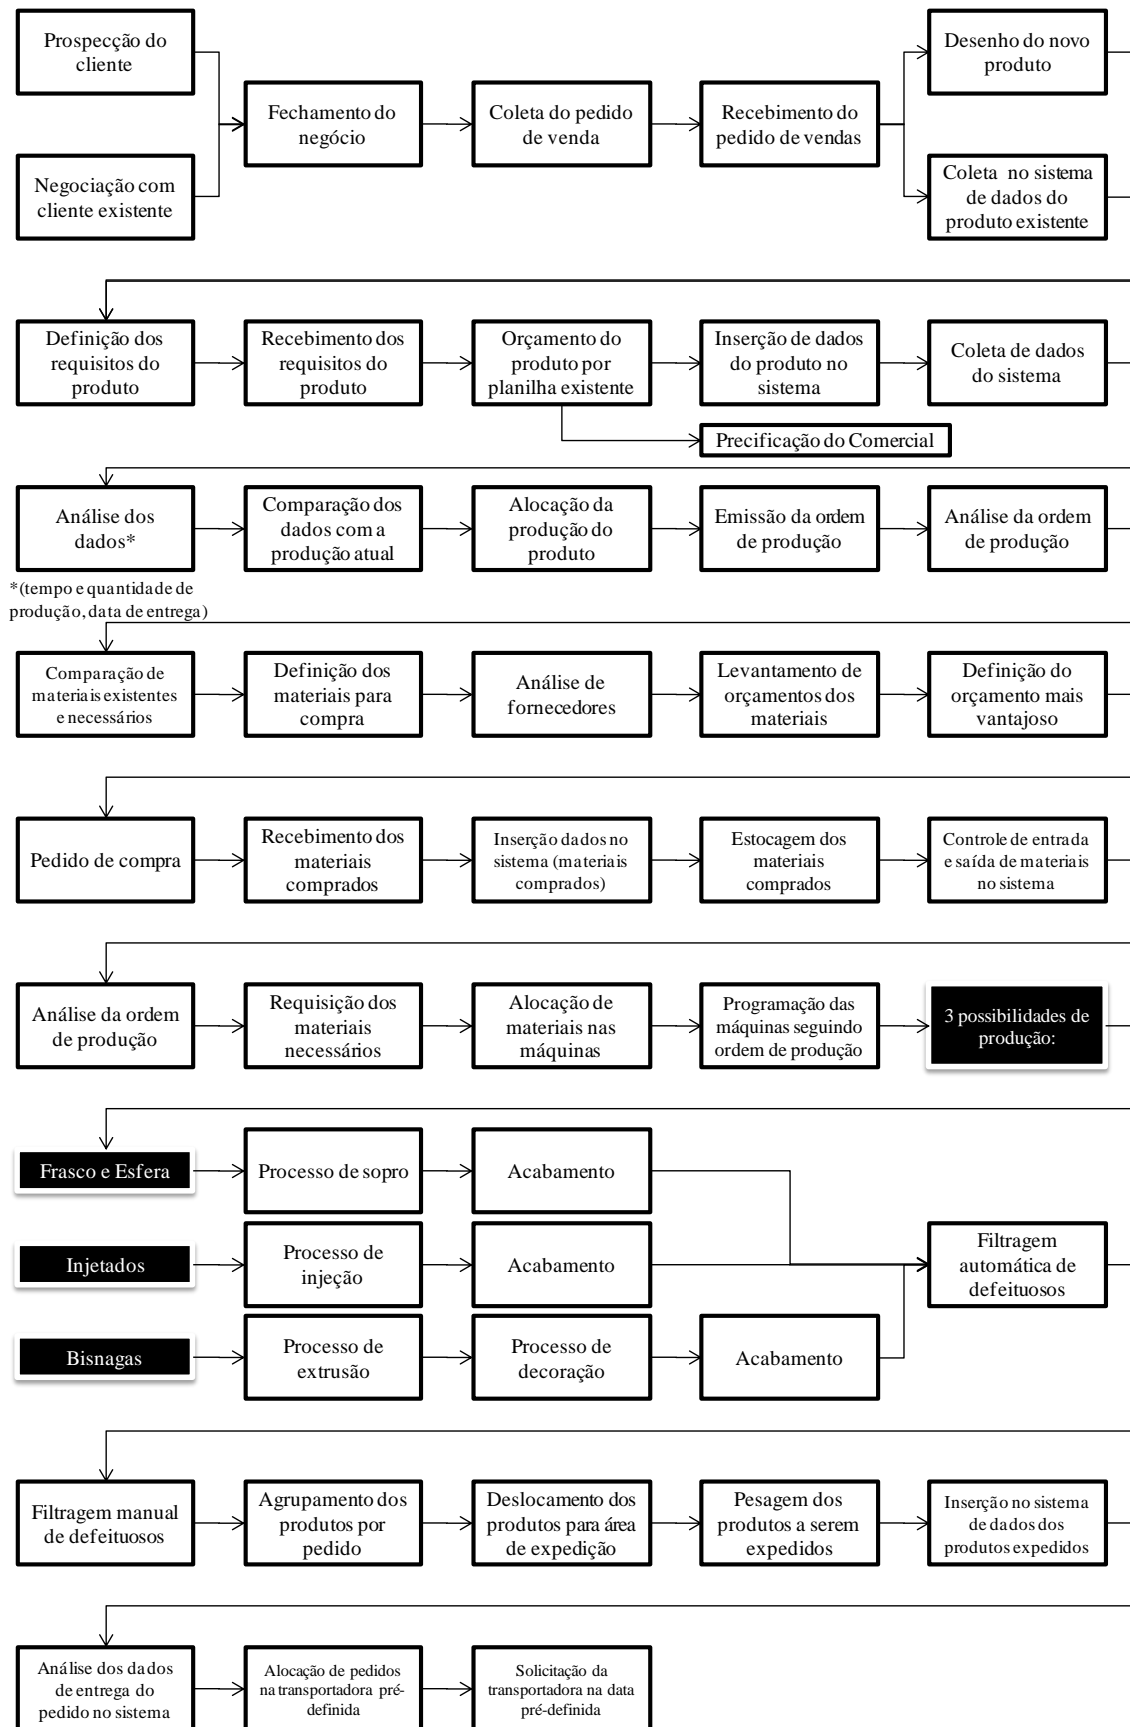 Prospecção do
cliente
Desenho do novo
produto
Fechamento do
negócio
Coleta do pedido
de venda
Recebimento do
pedido de vendas
Negociação com
cliente existente
Coleta no sistema
de dados do
produto existente
Definição dos
requisitos do
produto
Recebimento dos
requisitos do
produto
Orçamento do
produto por
planilha existente
Inserção de dados
do produto no
sistema
Coleta de dados
do sistema
Precificação do Comercial
Análise dos
dados*
Comparação dos
dados com a
produção atual
Alocação da
produção do
produto
Emissão da ordem
de produção
Análise da ordem
de produção
*(tempo e quantidade de
produção, data de entrega)
Comparação de
materiais existentes
e necessários
Definição dos
materiais para
compra
Análise de
fornecedores
Levantamento de
orçamentos dos
materiais
Definição do
orçamento mais
vantajoso
Pedido de compra
Recebimento dos
materiais
comprados
Inserção dados no
sistema (materiais
comprados)
Estocagem dos
materiais
comprados
Controle de entrada
e saída de materiais
no sistema
Análise da ordem
de produção
Requisição dos
materiais
necessários
Alocação de
materiais nas
máquinas
Programação das
máquinas seguindo
ordem de produção
3 possibilidades de
produção:
Frasco e Esfera
Processo de sopro
Acabamento
Injetados
Processo de
injeção
Acabamento
Filtragem
automática de
defeituosos
Bisnagas
Processo de
extrusão
Processo de
decoração
Acabamento
Filtragem manual
de defeituosos
Agrupamento dos
produtos por
pedido
Deslocamento dos
produtos para área
de expedição
Pesagem dos
produtos a serem
expedidos
Inserção no sistema
de dados dos
produtos expedidos
Análise dos dados
de entrega do
pedido no sistema
Alocação de pedidos
na transportadora pré-
definida
Solicitação da
transportadora na data
pré-definida